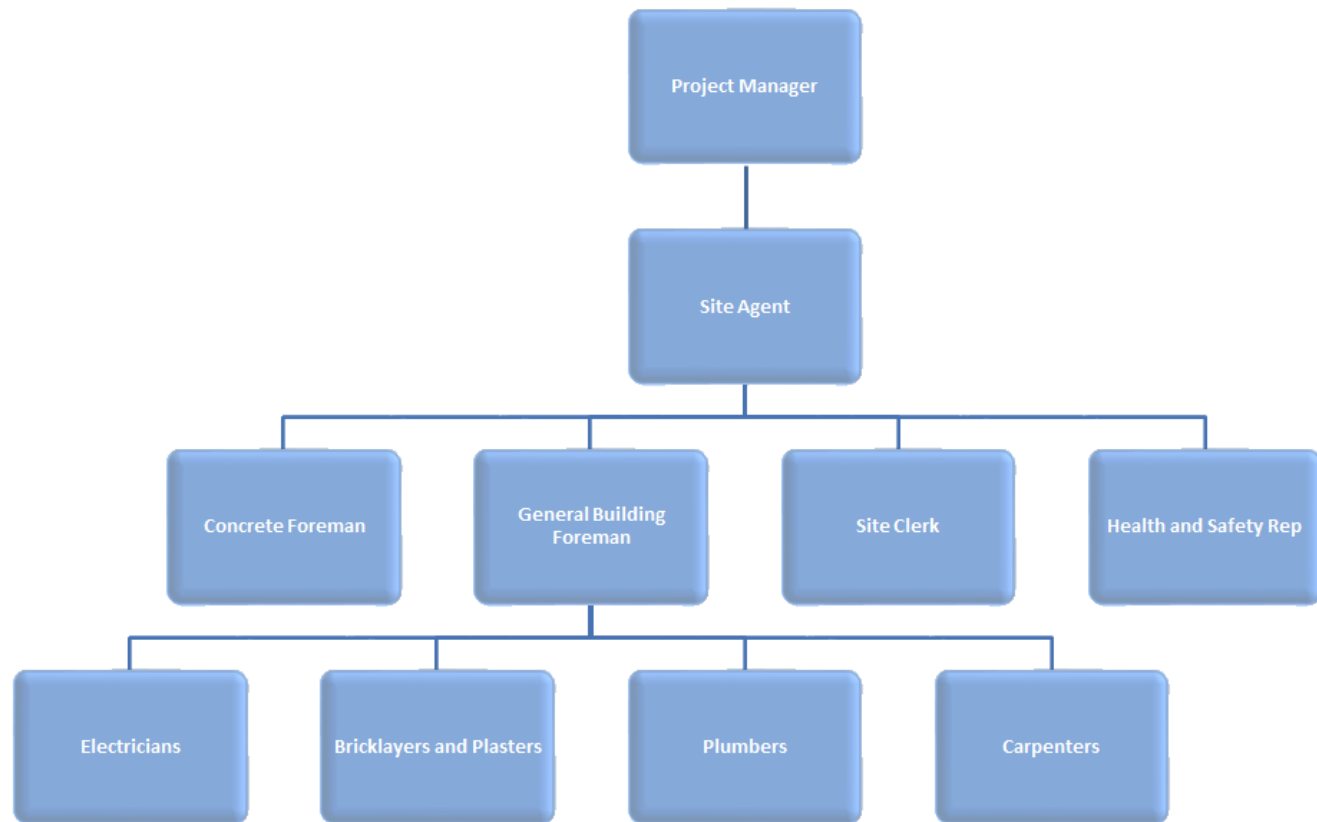 Project Manager
Site Agent
Concrete Foreman
General Building
Foreman
Site Clerk
Health and Safety Rep
Electricians
Bricklayers and Plasters
Plumbers
Carpenters